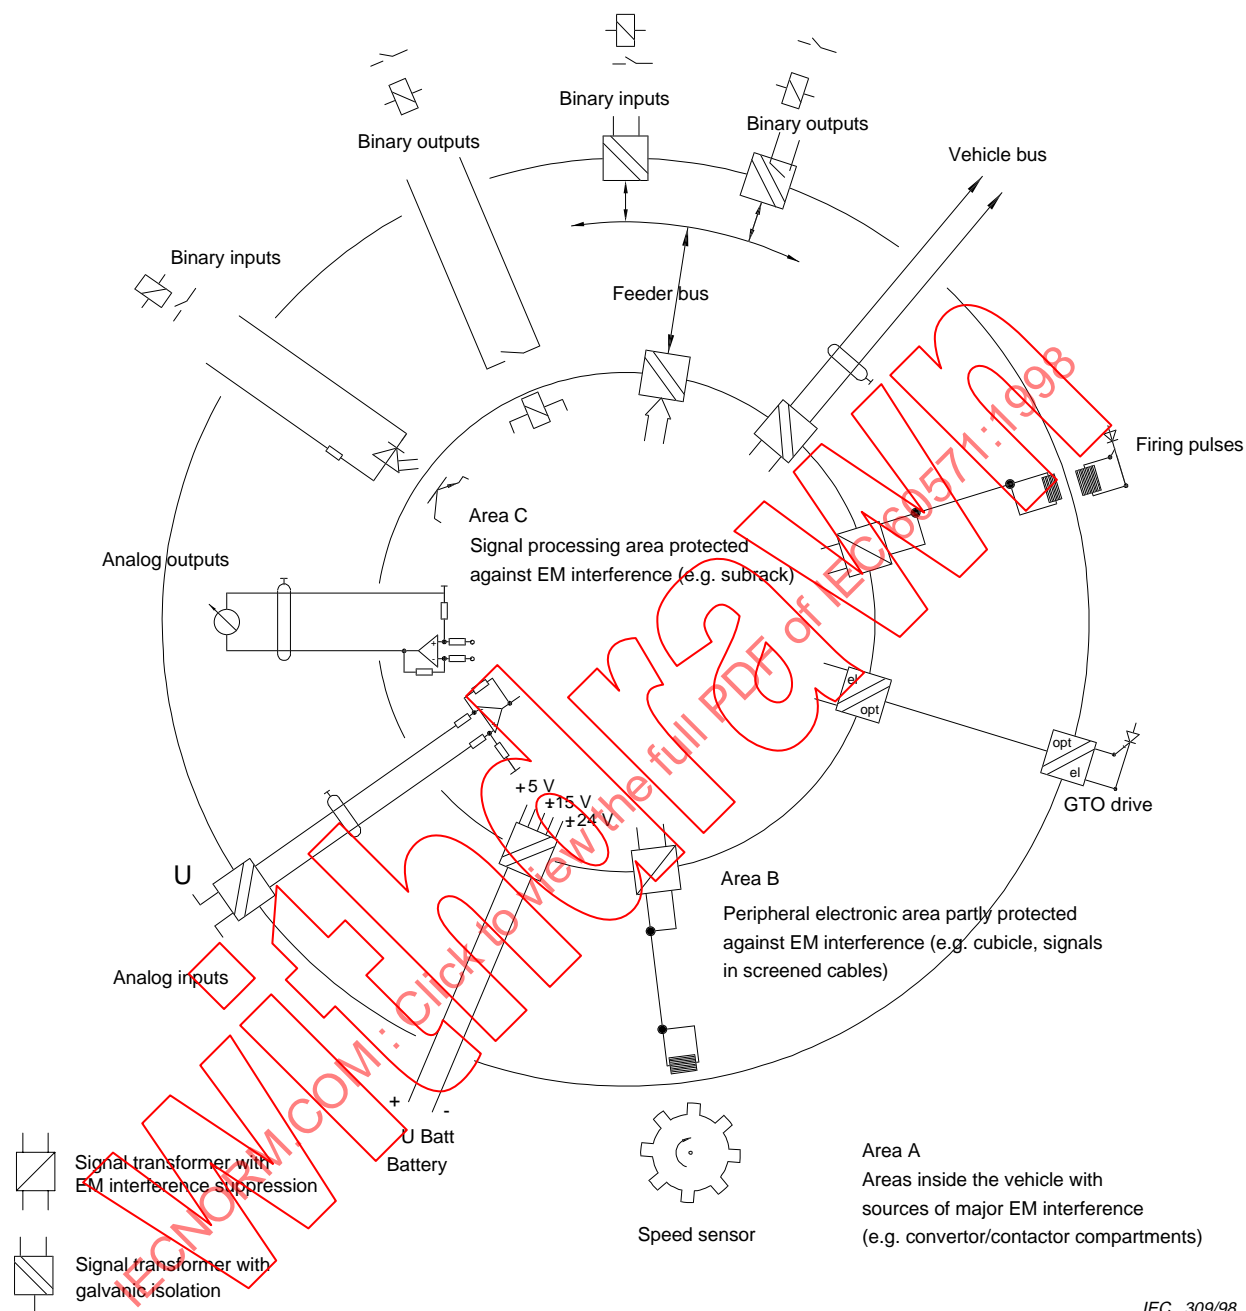 Binary inputs
Binary outputs
Binary outputs
Vehicle bus
Binary inputs
Feeder bus
Firing pulses
Area C
Signal processing area protected
against EM interference (e.g. subrack)
Analog outputs
+
-
el
opt
opt
el
GTO drive
+5 V
±15 V
±24 V
U
Area B
Peripheral electronic area partly protected
against EM interference (e.g. cubicle, signals
in screened cables)
Analog inputs
+
-
U Batt
Battery
Signal transformer with
EM interference suppression
Signal transformer with
galvanic isolation
Speed sensor
Area A
Areas inside the vehicle with
sources of major EM interference
(e.g. convertor/contactor compartments)
IEC 309/98
IECNORM.COM : Click to view the full PDF of IEC 60571:1998
Withdrawn